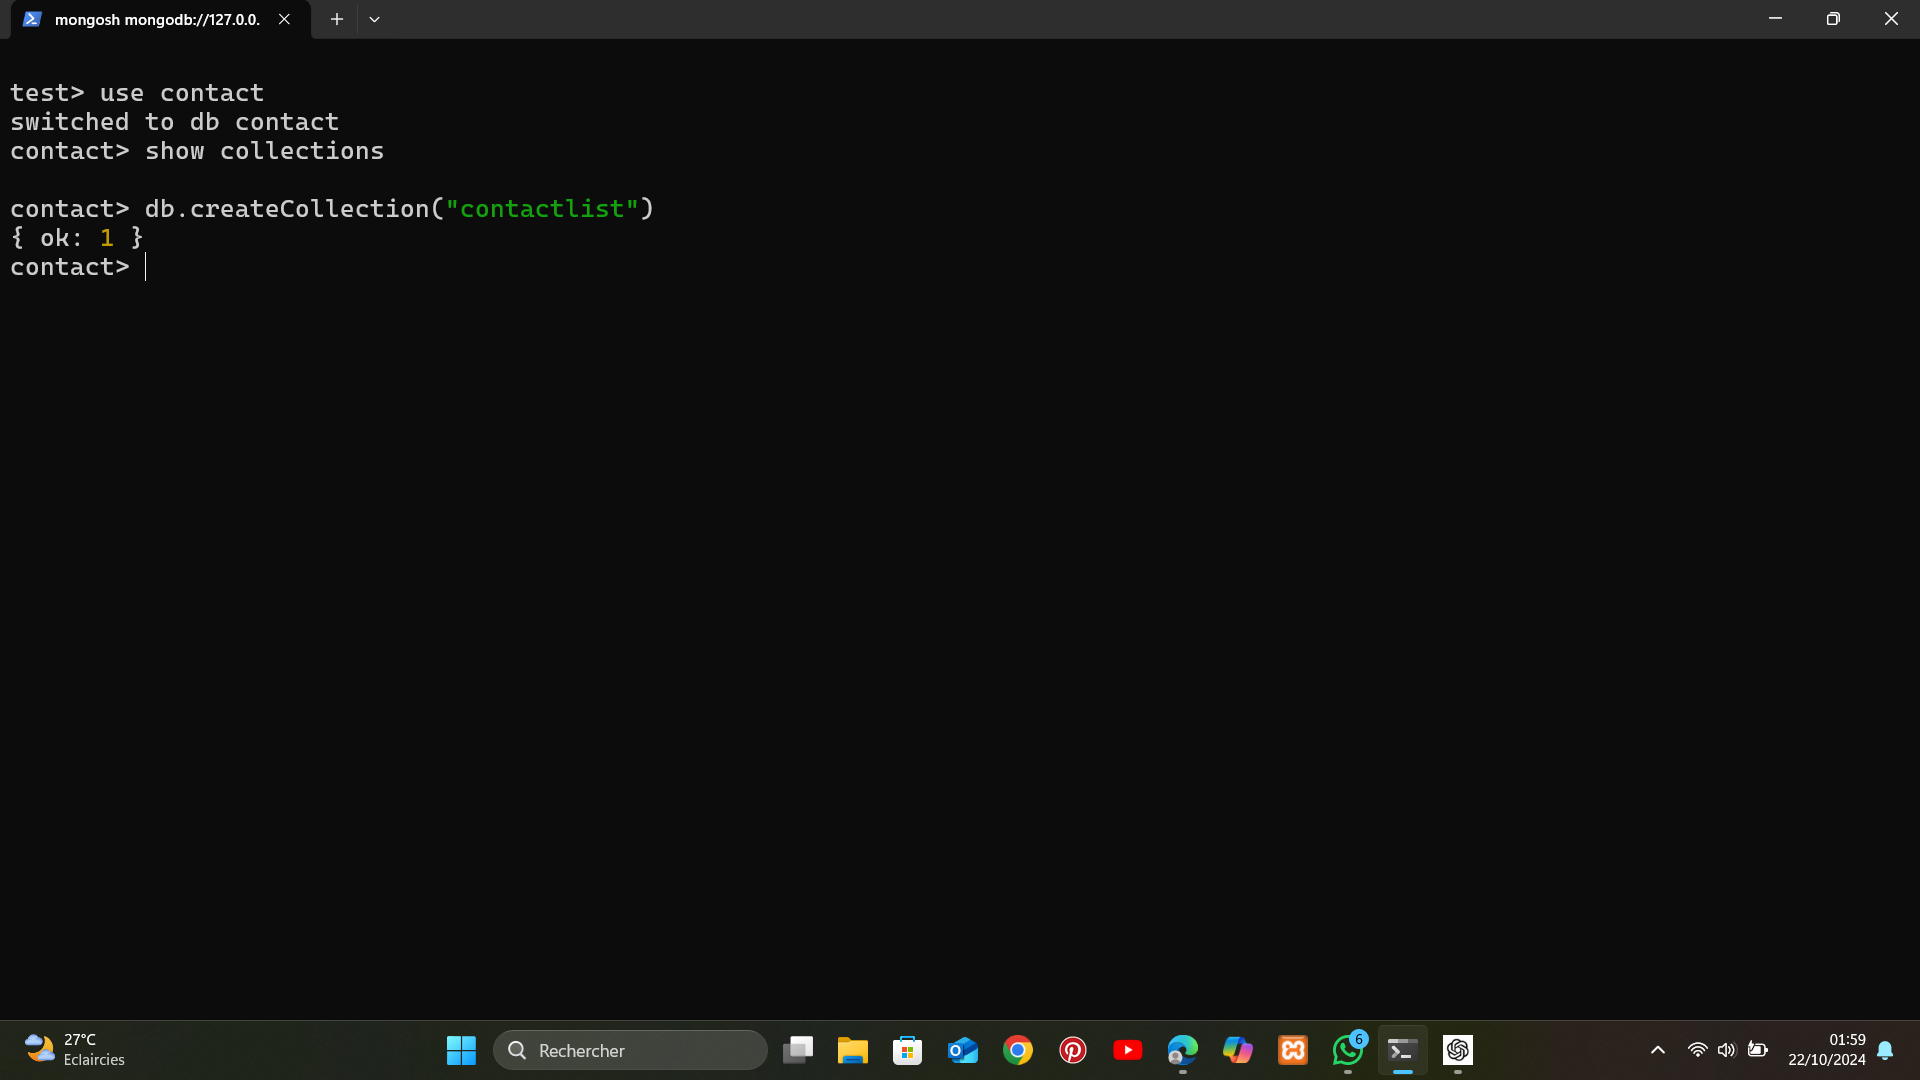 mongosh mongodb://127.0.0.
test> use contact
switched to db contact
contact> show collections
contact> db.createCollection("contactlist")
{ ok: 1 }
contact>
27°C
Eclaircies
Rechercher
6
01:59
22/10/2024